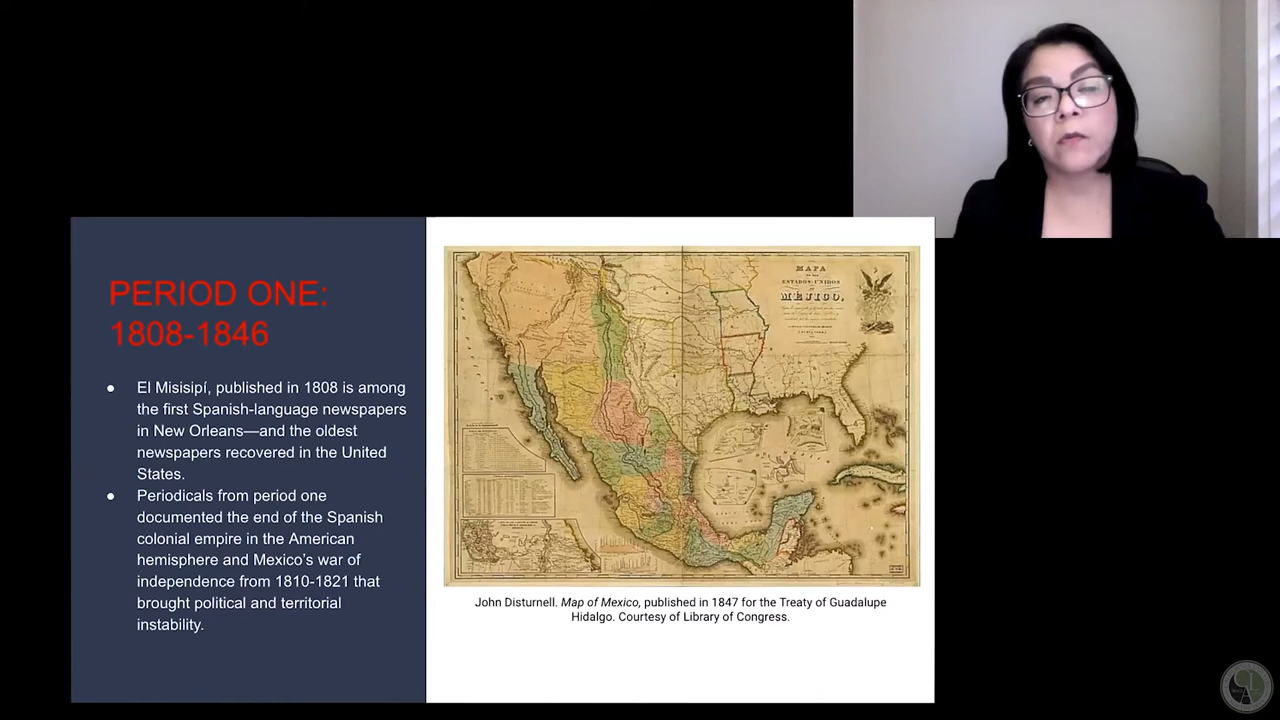 PERIOD ONE:
1808-1846
● El Misisipí, published in 1808 is among
the first Spanish-language newspapers
in New Orleans—and the oldest
newspapers recovered in the United
States.
● Periodicals from period one
documented the end of the Spanish
colonial empire in the American
hemisphere and Mexico’s war of
independence from 1810-1821 that
brought political and territorial
instability.
MAPA
ESTADOS UNIDOS
MÉJICO,
John Disturnell. Map of Mexico, published in 1847 for the Treaty of Guadalupe
Hidalgo. Courtesy of Library of Congress.